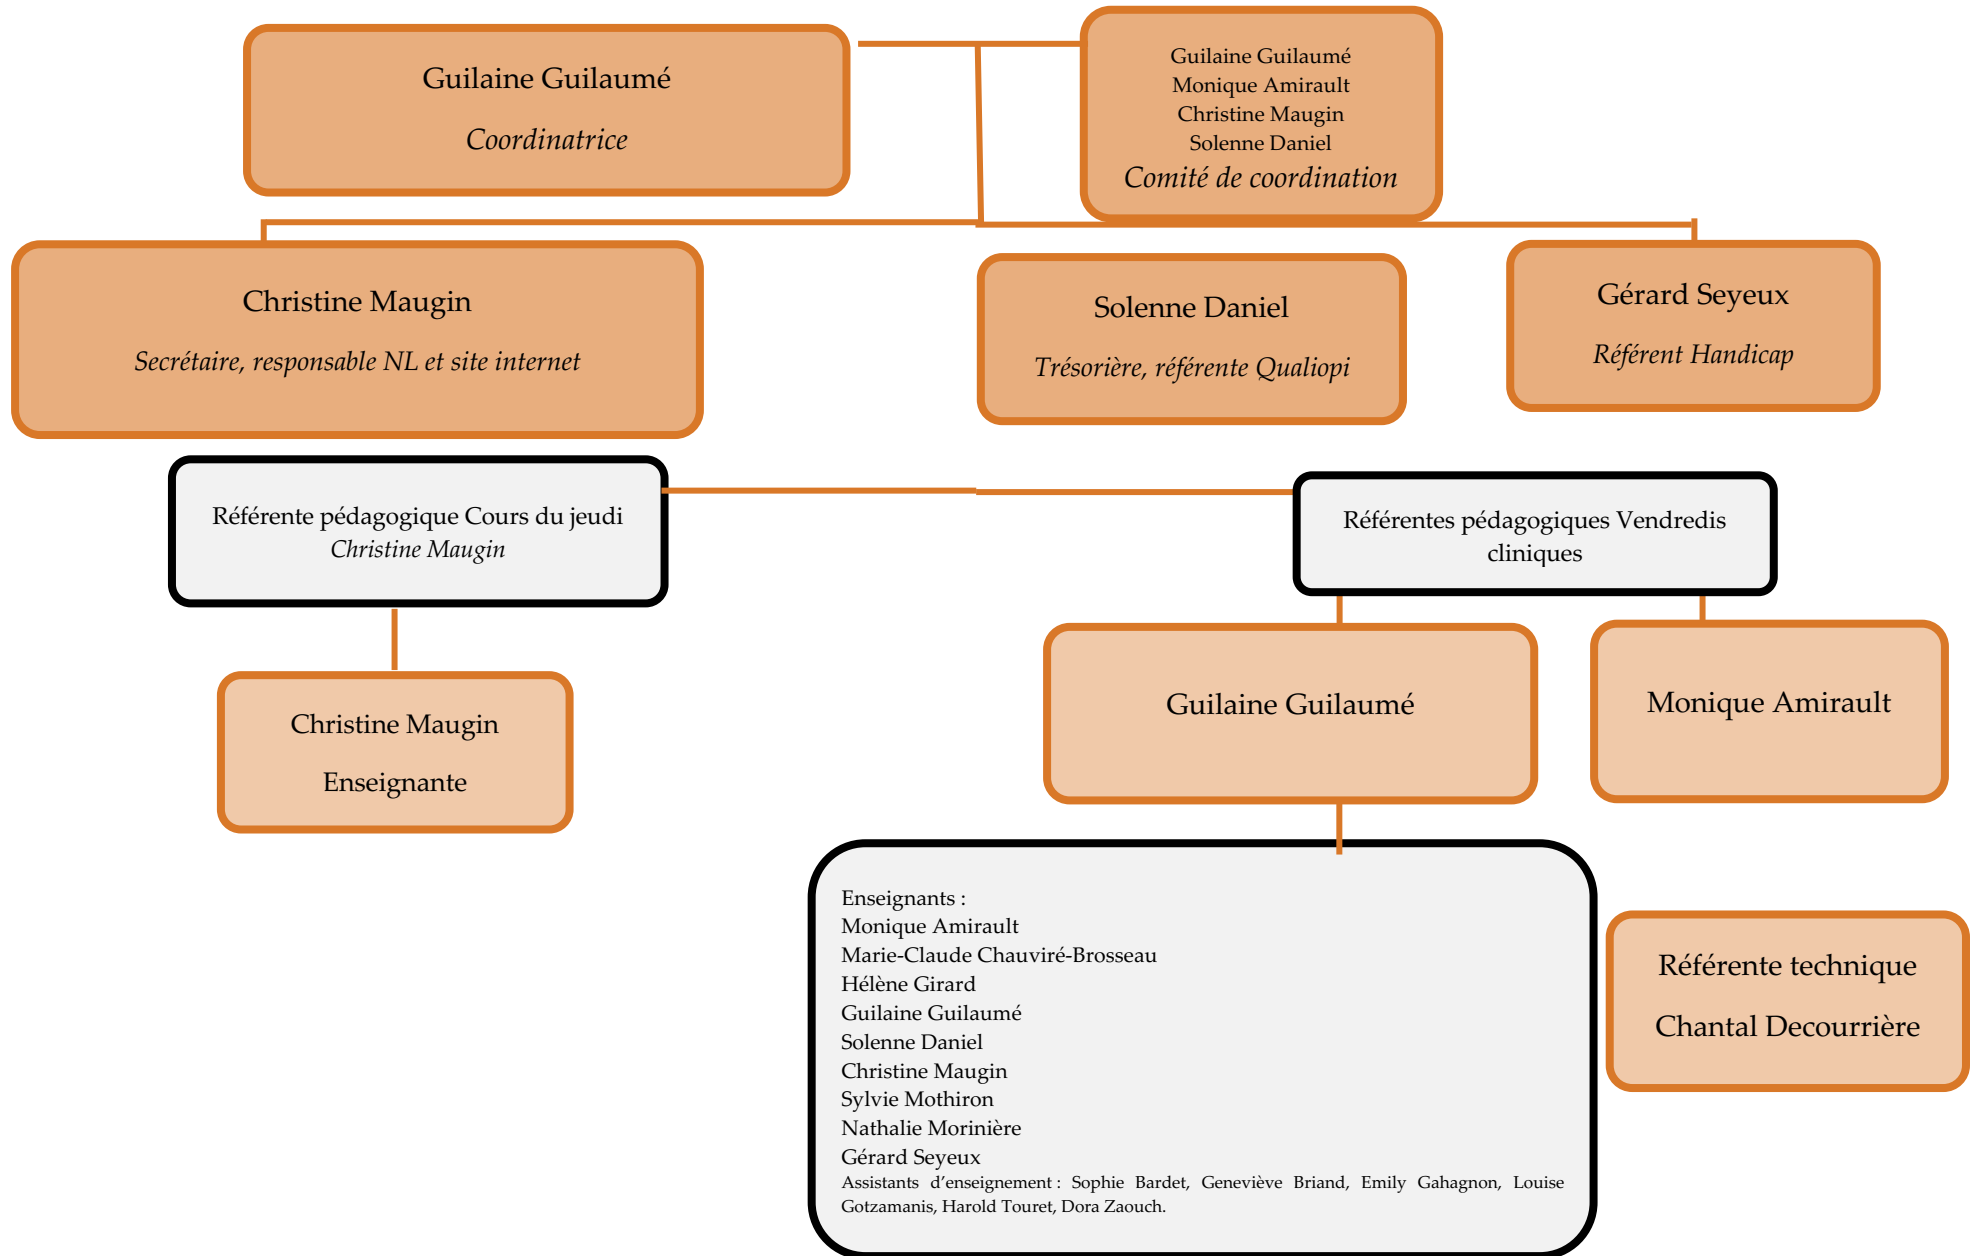 Guilaine Guilaumé
Coordinatrice
Guilaine Guilaumé
Monique Amirault
Christine Maugin
Solenne Daniel
Comité de coordination
Christine Maugin
Secrétaire, responsable NL et site internet
Solenne Daniel
Trésorière, référente Qualiopi
Gérard Seyeux
Référent Handicap
Référente pédagogique Cours du jeudi
Christine Maugin
Référentes pédagogiques Vendredis
cliniques
Christine Maugin
Enseignante
Guilaine Guilaumé
Monique Amirault
Enseignants :
Monique Amirault
Marie-Claude Chauviré-Brosseau
Hélène Girard
Guilaine Guilaumé
Solenne Daniel
Christine Maugin
Sylvie Mothiron
Nathalie Morinière
Gérard Seyeux
Assistants d’enseignement : Sophie Bardet, Geneviève Briand, Emily Gahagnon, Louise
Gotzamanis, Harold Touret, Dora Zaouch.
Référente technique
Chantal Decourrière